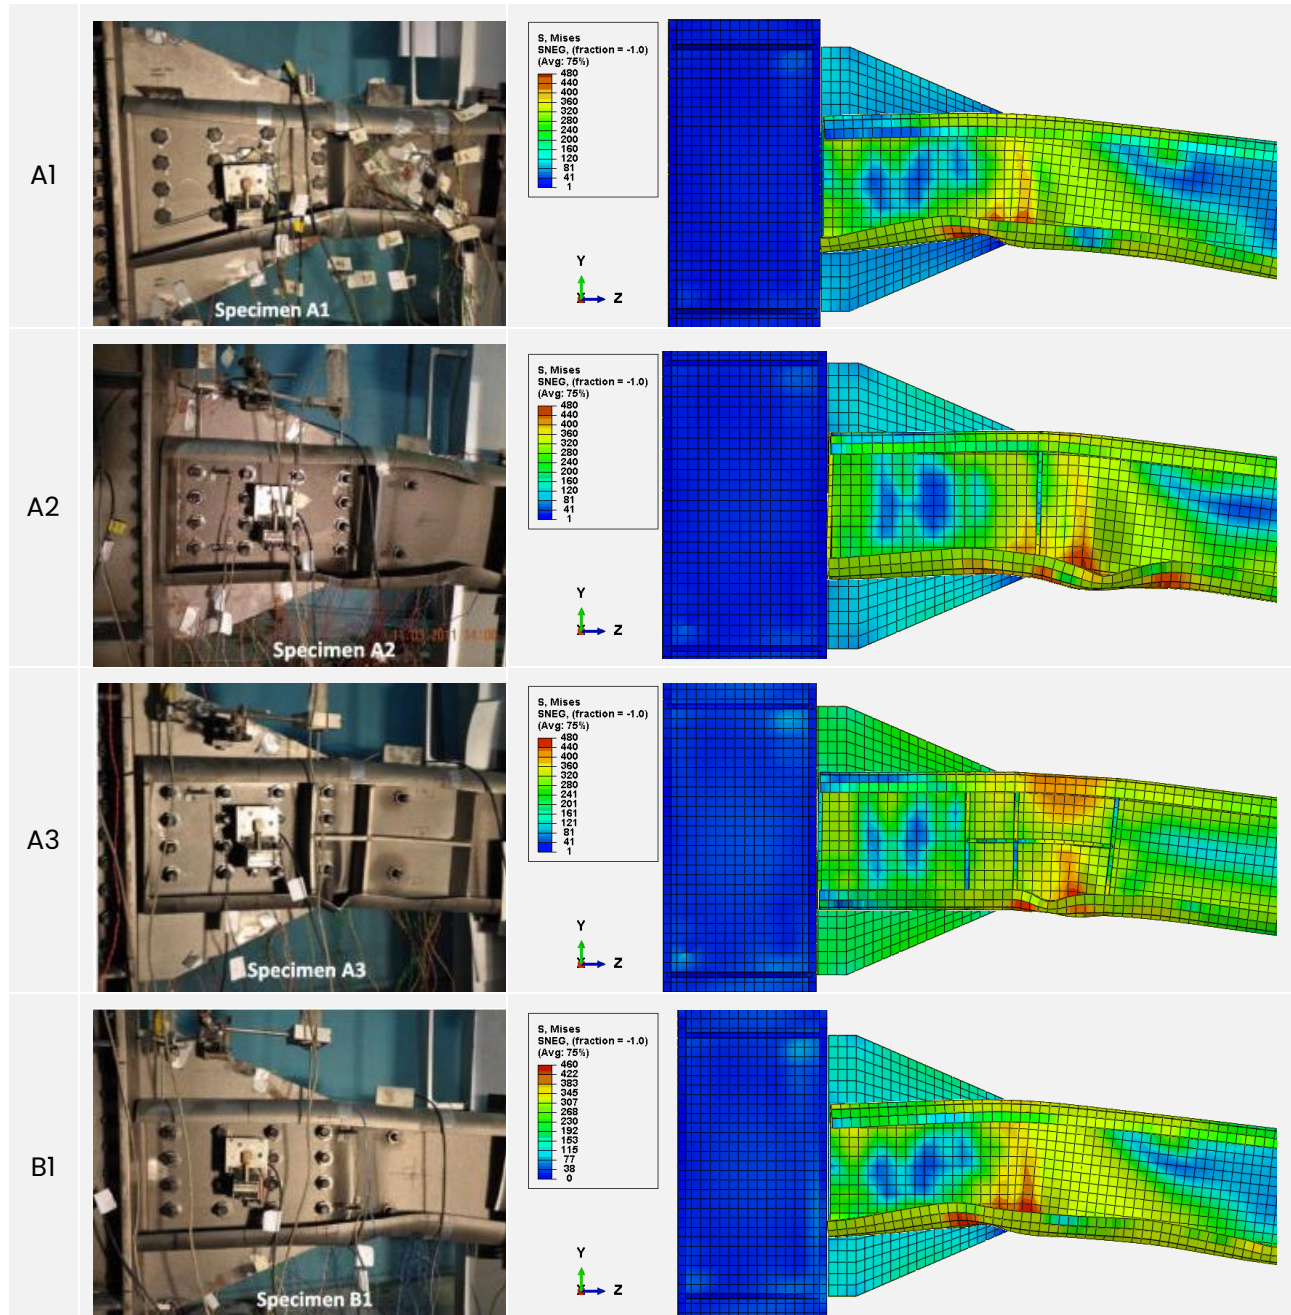 A1
Specimen A1
S, Mises
SNEG, (fraction = -1.0)
(Avg: 75%)
480
440
400
360
320
280
240
200
160
120
81
41
1
Y
Z
A2
Specimen A2
S, Mises
SNEG, (fraction = -1.0)
(Avg: 75%)
480
440
400
360
320
280
240
200
160
120
81
41
1
Y
Z
A3
Specimen A3
S, Mises
SNEG, (fraction = -1.0)
(Avg: 75%)
480
440
400
360
320
280
241
201
161
121
81
41
1
Y
Z
B1
Specimen B1
S, Mises
SNEG, (fraction = -1.0)
(Avg: 75%)
460
422
383
345
307
268
230
192
153
115
77
38
0
Y
Z